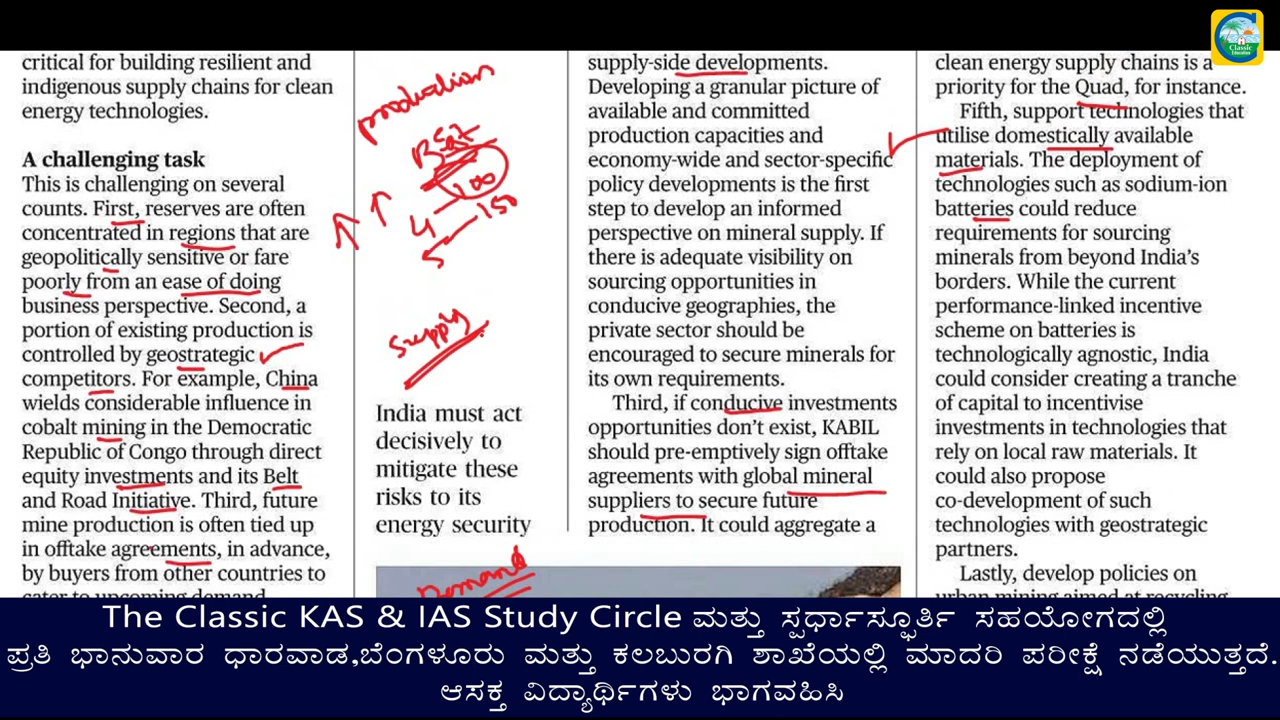 Classic
Education
critical for building resilient and
indigenous supply chains for clean
energy technologies.
A challenging task
This is challenging on several
counts. First, reserves are often
concentrated in regions that are
geopolitically sensitive or fare
poorly from an ease of doing
business perspective. Second, a
portion of existing production is
controlled by geostrategic
competitors. For example, China
wields considerable influence in
cobalt mining in the Democratic
Republic of Congo through direct
equity investments and its Belt
and Road Initiative. Third, future
mine production is often tied up
in offtake agreements, in advance,
by buyers from other countries to
cater to upcoming demand
production
100
4
150
5
Supply
India must act
decisively to
mitigate these
risks to its
energy security
Demand
supply-side developments.
Developing a granular picture of
available and committed
production capacities and
economy-wide and sector-specific
policy developments is the first
step to develop an informed
perspective on mineral supply. If
there is adequate visibility on
sourcing opportunities in
conducive geographies, the
private sector should be
encouraged to secure minerals for
its own requirements.
Third, if conducive investments
opportunities don't exist, KABIL
should pre-emptively sign offtake
agreements with global mineral
suppliers to secure future
production. It could aggregate a
clean energy supply chains is a
priority for the Quad, for instance.
Fifth, support technologies that
utilise domestically available
materials. The deployment of
technologies such as sodium-ion
batteries could reduce
requirements for sourcing
minerals from beyond India's
borders. While the current
performance-linked incentive
scheme on batteries is
technologically agnostic, India
could consider creating a tranche
of capital to incentivise
investments in technologies that
rely on local raw materials. It
could also propose
co-development of such
technologies with geostrategic
partners.
Lastly, develop policies on
urban mining aimed at recycling
The Classic KAS & IAS Study Circle ಮತ್ತು ಸ್ಪರ್ಧಾಸ್ಫೂರ್ತಿ ಸಹಯೋಗದಲ್ಲಿ
ಪ್ರತಿ ಭಾನುವಾರ ಧಾರವಾಡ,ಬೆಂಗಳೂರು ಮತ್ತು ಕಲಬುರಗಿ ಶಾಖೆಯಲ್ಲಿ ಮಾದರಿ ಪರೀಕ್ಷೆ ನಡೆಯುತ್ತದೆ.
ಆಸಕ್ತ ವಿದ್ಯಾರ್ಥಿಗಳು ಭಾಗವಹಿಸಿ